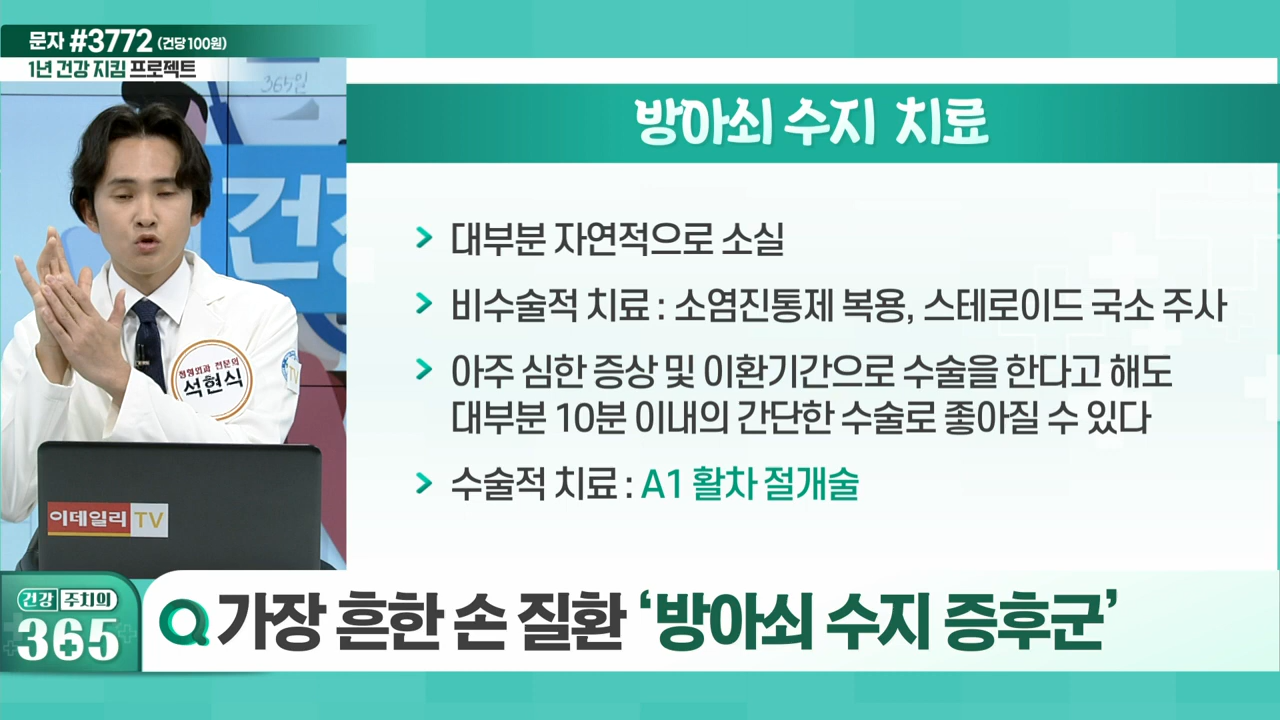 문자 #3772 (건당 100원)
1년 건강 지킴 프로젝트
365일
건강
정형외과 전문의
석현식
이데일리 TV
방아쇠 수지 치료
대부분 자연적으로 소실
비수술적 치료 : 소염진통제 복용, 스테로이드 국소 주사
아주 심한 증상 및 이환기간으로 수술을 한다고 해도
대부분 10분 이내의 간단한 수술로 좋아질 수 있다
수술적 치료 : A1 활차 절개술
건강 주치의
365
Q 가장 흔한 손 질환 ‘방아쇠 수지 증후군’